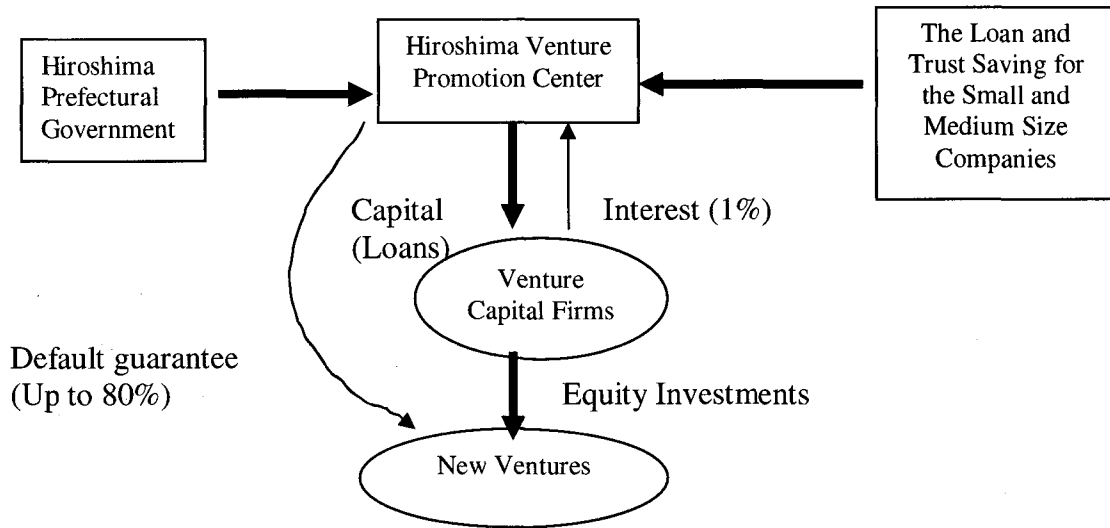 Hiroshima
Prefectural
Government
Hiroshima Venture
Promotion Center
The Loan and
Trust Saving for
the Small and
Medium Size
Companies
Capital
(Loans)
Interest (1%)
Venture
Capital Firms
Default guarantee
(Up to 80%)
Equity Investments
New Ventures